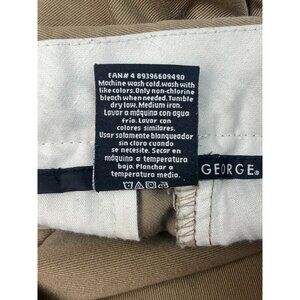 EAN# 4 89396609490
Machine wash cold, wash with
like colors. Only non-chlorine
bleach when needed. Tumble
dry low. Medium iron.
Lavar a máquina con agua
fría. Lavar con
colores similares.
Usar solamente blanqueador
sin cloro cuando
se necesite. Secar en
máquina a temperatura
baja. Planchar a
temperatura media.
GEORGE®